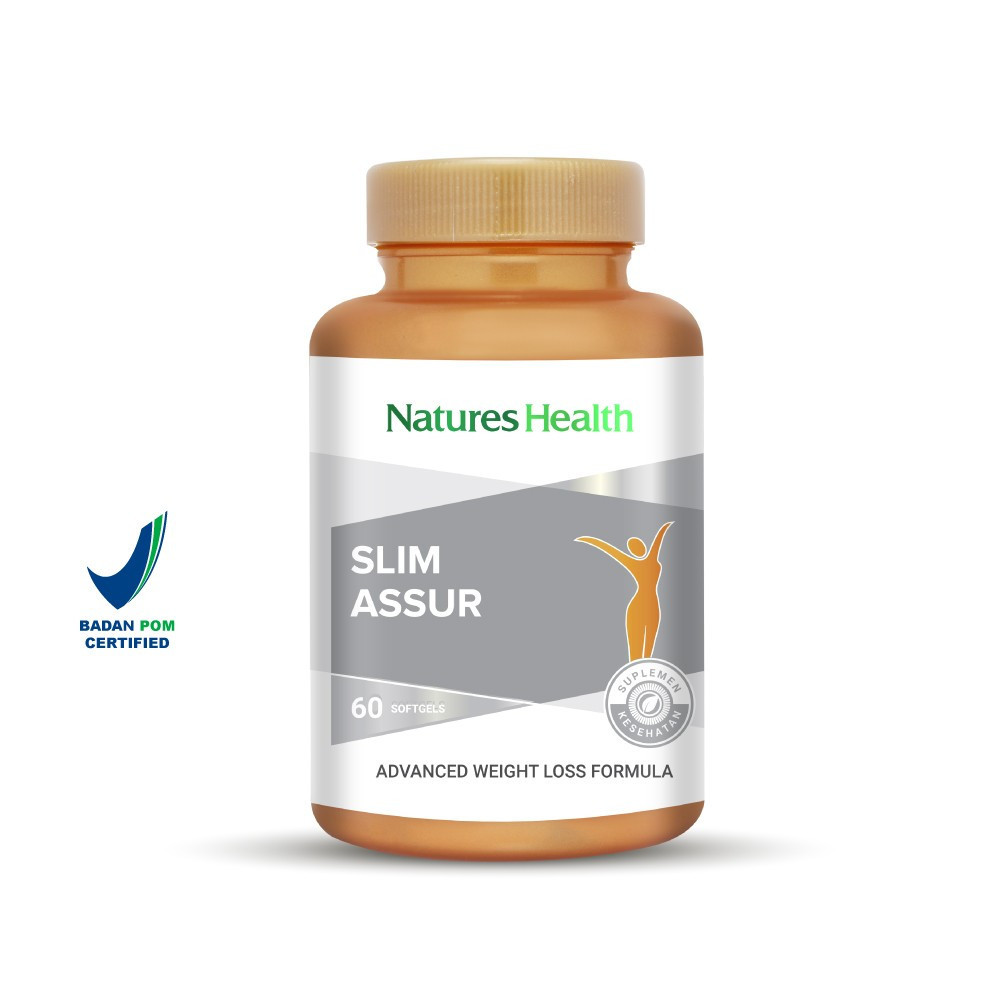 Natures Health
SLIM
ASSUR
60 SOFTGELS
SUPLEMEN
KESEHATAN
ADVANCED WEIGHT LOSS FORMULA
BADAN POM
CERTIFIED